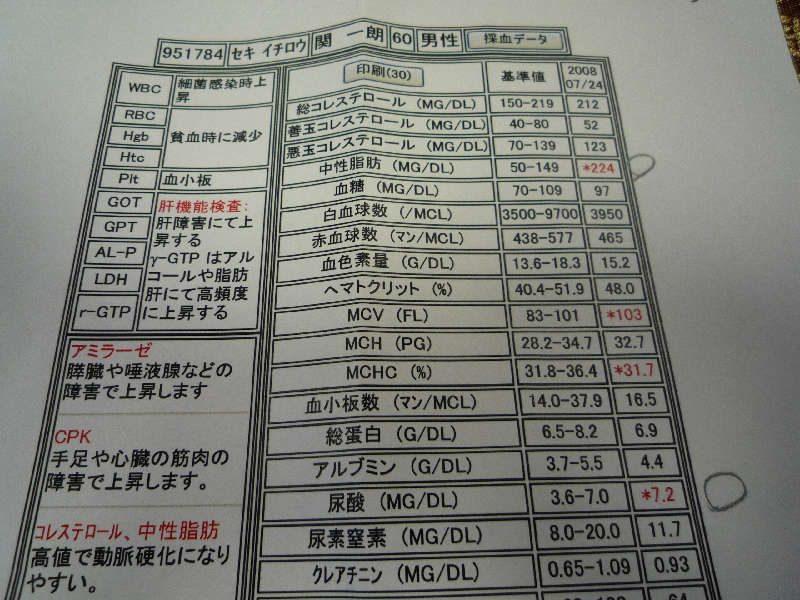 951784 セキ イチロウ 関 一朗 60 男性 採血データ
WBC 細菌感染時上昇
RBC
Hgb
Htc
貧血時に減少
Plt 血小板
GOT
GPT
AL-P
LDH
r-GTP
肝機能検査:
肝障害にて上
昇する
γ-GTP はアル
コールや脂肪
肝にて高頻度
に上昇する
アミラーゼ
膵臓や唾液腺などの
障害で上昇します
CPK
手足や心臓の筋肉の
障害で上昇します。
コレステロール、中性脂肪
高値で動脈硬化になり
やすい。
印刷(30) 基準値 2008 07/24
総コレステロール (MG/DL) 150-219 212
善玉コレステロール (MG/DL) 40-80 52
悪玉コレステロール (MG/DL) 70-139 123
中性脂肪 (MG/DL) 50-149 *224
血糖 (MG/DL) 70-109 97
白血球数 (/MCL) 3500-9700 3950
赤血球数 (マン/MCL) 438-577 465
血色素量 (G/DL) 13.6-18.3 15.2
ヘマトクリット (%) 40.4-51.9 48.0
MCV (FL) 83-101 *103
MCH (PG) 28.2-34.7 32.7
MCHC (%) 31.8-36.4 *31.7
血小板数 (マン/MCL) 14.0-37.9 16.5
総蛋白 (G/DL) 6.5-8.2 6.9
アルブミン (G/DL) 3.7-5.5 4.4
尿酸 (MG/DL) 3.6-7.0 *7.2
尿素窒素 (MG/DL) 8.0-20.0 11.7
クレアチニン (MG/DL) 0.65-1.09 0.93